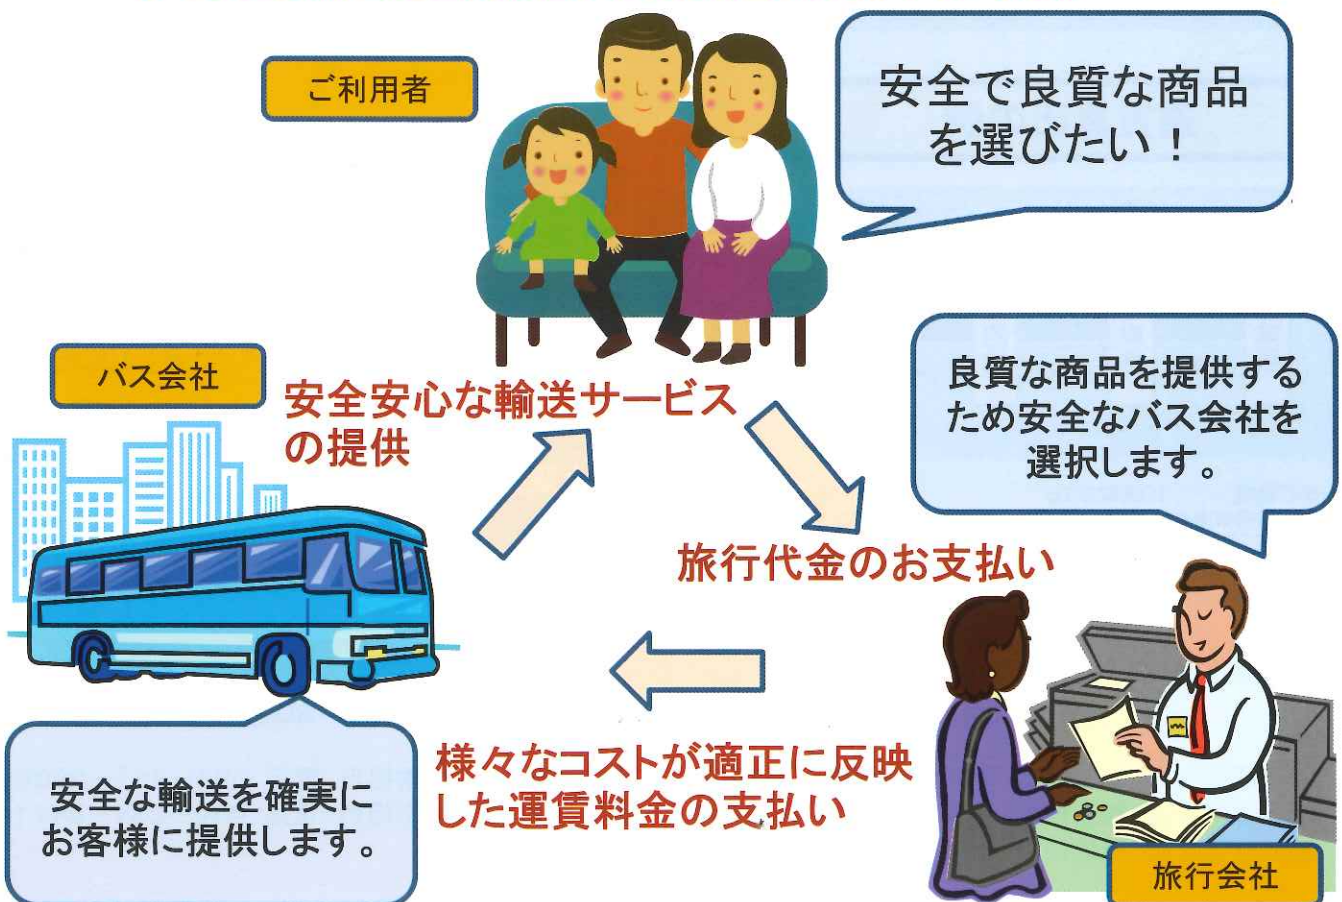 ご利用者
安全で良質な商品
を選びたい！
バス会社
安全安心な輸送サービス
の提供
良質な商品を提供する
ため安全なバス会社を
選択します。
旅行代金のお支払い
様々なコストが適正に反映
した運賃料金の支払い
安全な輸送を確実に
お客様に提供します。
旅行会社